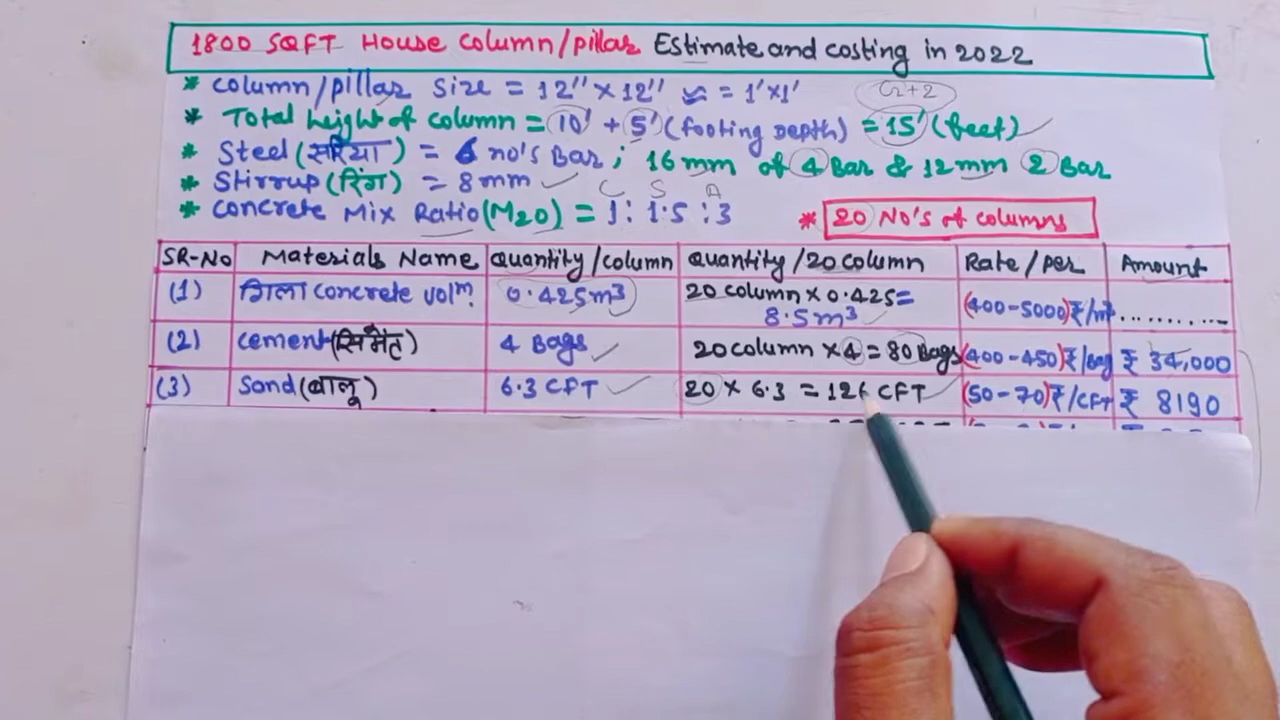 1800 SQFT House column/pillar Estimate and costing in 2022
* column/pillar size = 12" × 12" ≈ = 1'×1' G+2
* Total height of column = 10' + 5' (footing Depth) = 15' (feet)
* Steel (सरिया) = 6 no's Bar ; 16 mm of 4 Bar & 12 mm 2 Bar
* Stirrup (रिंग) = 8 mm
C S A
* concrete Mix Ratio (M20) = 1 : 1.5 : 3 * 20 No's of columns
SR-No Materials Name quantity/column quantity/20 column Rate/per Amount
(1) गिला concrete volm. 0.425m³ 20 column × 0.425 = (400-5000)₹/m³ ...........
8.5 m³
(2) cement (सिमेंट) 4 Bags 20 column × 4 = 80 Bags (400-450)₹/Bag ₹ 34,000
(3) Sand (बालू) 6.3 CFT 20 × 6.3 = 126 CFT (50-70)₹/CFT ₹ 8190